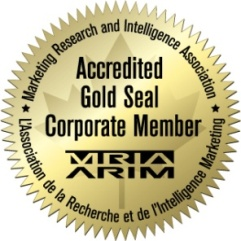 Marketing Research and Intelligence Association
Accredited
Gold Seal
Corporate Member
MRIA
ARIM
L'Association de la Recherche et de l'Intelligence Marketing